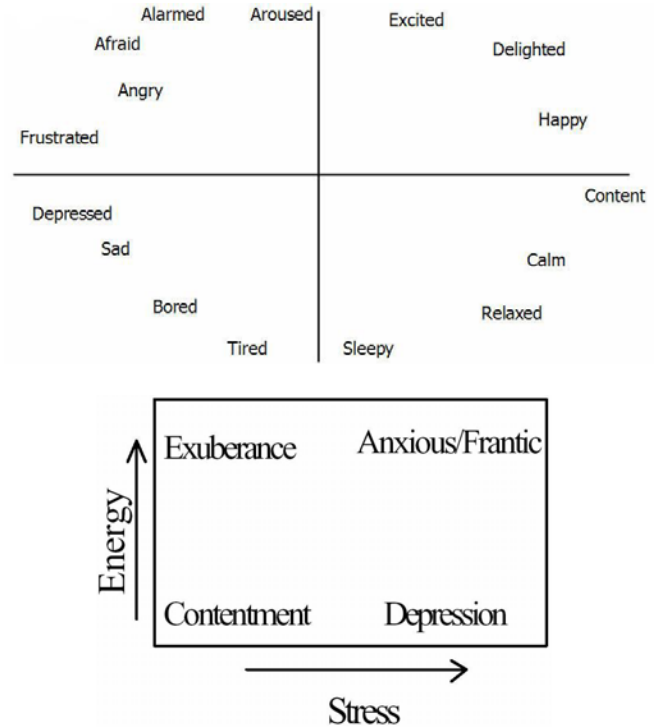 Alarmed Aroused Excited
Afraid Delighted
Angry
Happy
Frustrated
Content
Depressed
Sad
Calm
Bored
Relaxed
Tired Sleepy
Exuberance Anxious/Frantic
Energy
Contentment Depression
Stress